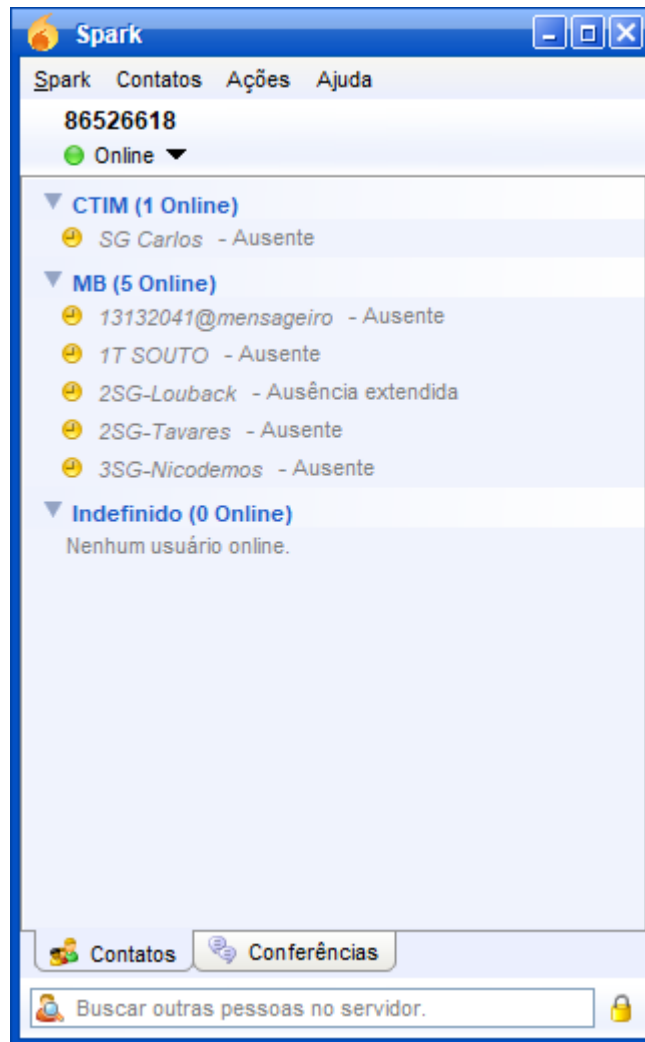 Spark
Spark Contatos Ações Ajuda
86526618
Online
CTIM (1 Online)
SG Carlos - Ausente
MB (5 Online)
13132041@mensageiro - Ausente
1T SOUTO - Ausente
2SG-Louback - Ausência extendida
2SG-Tavares - Ausente
3SG-Nicodemos - Ausente
Indefinido (0 Online)
Nenhum usuário online.
Contatos Conferências
Buscar outras pessoas no servidor.